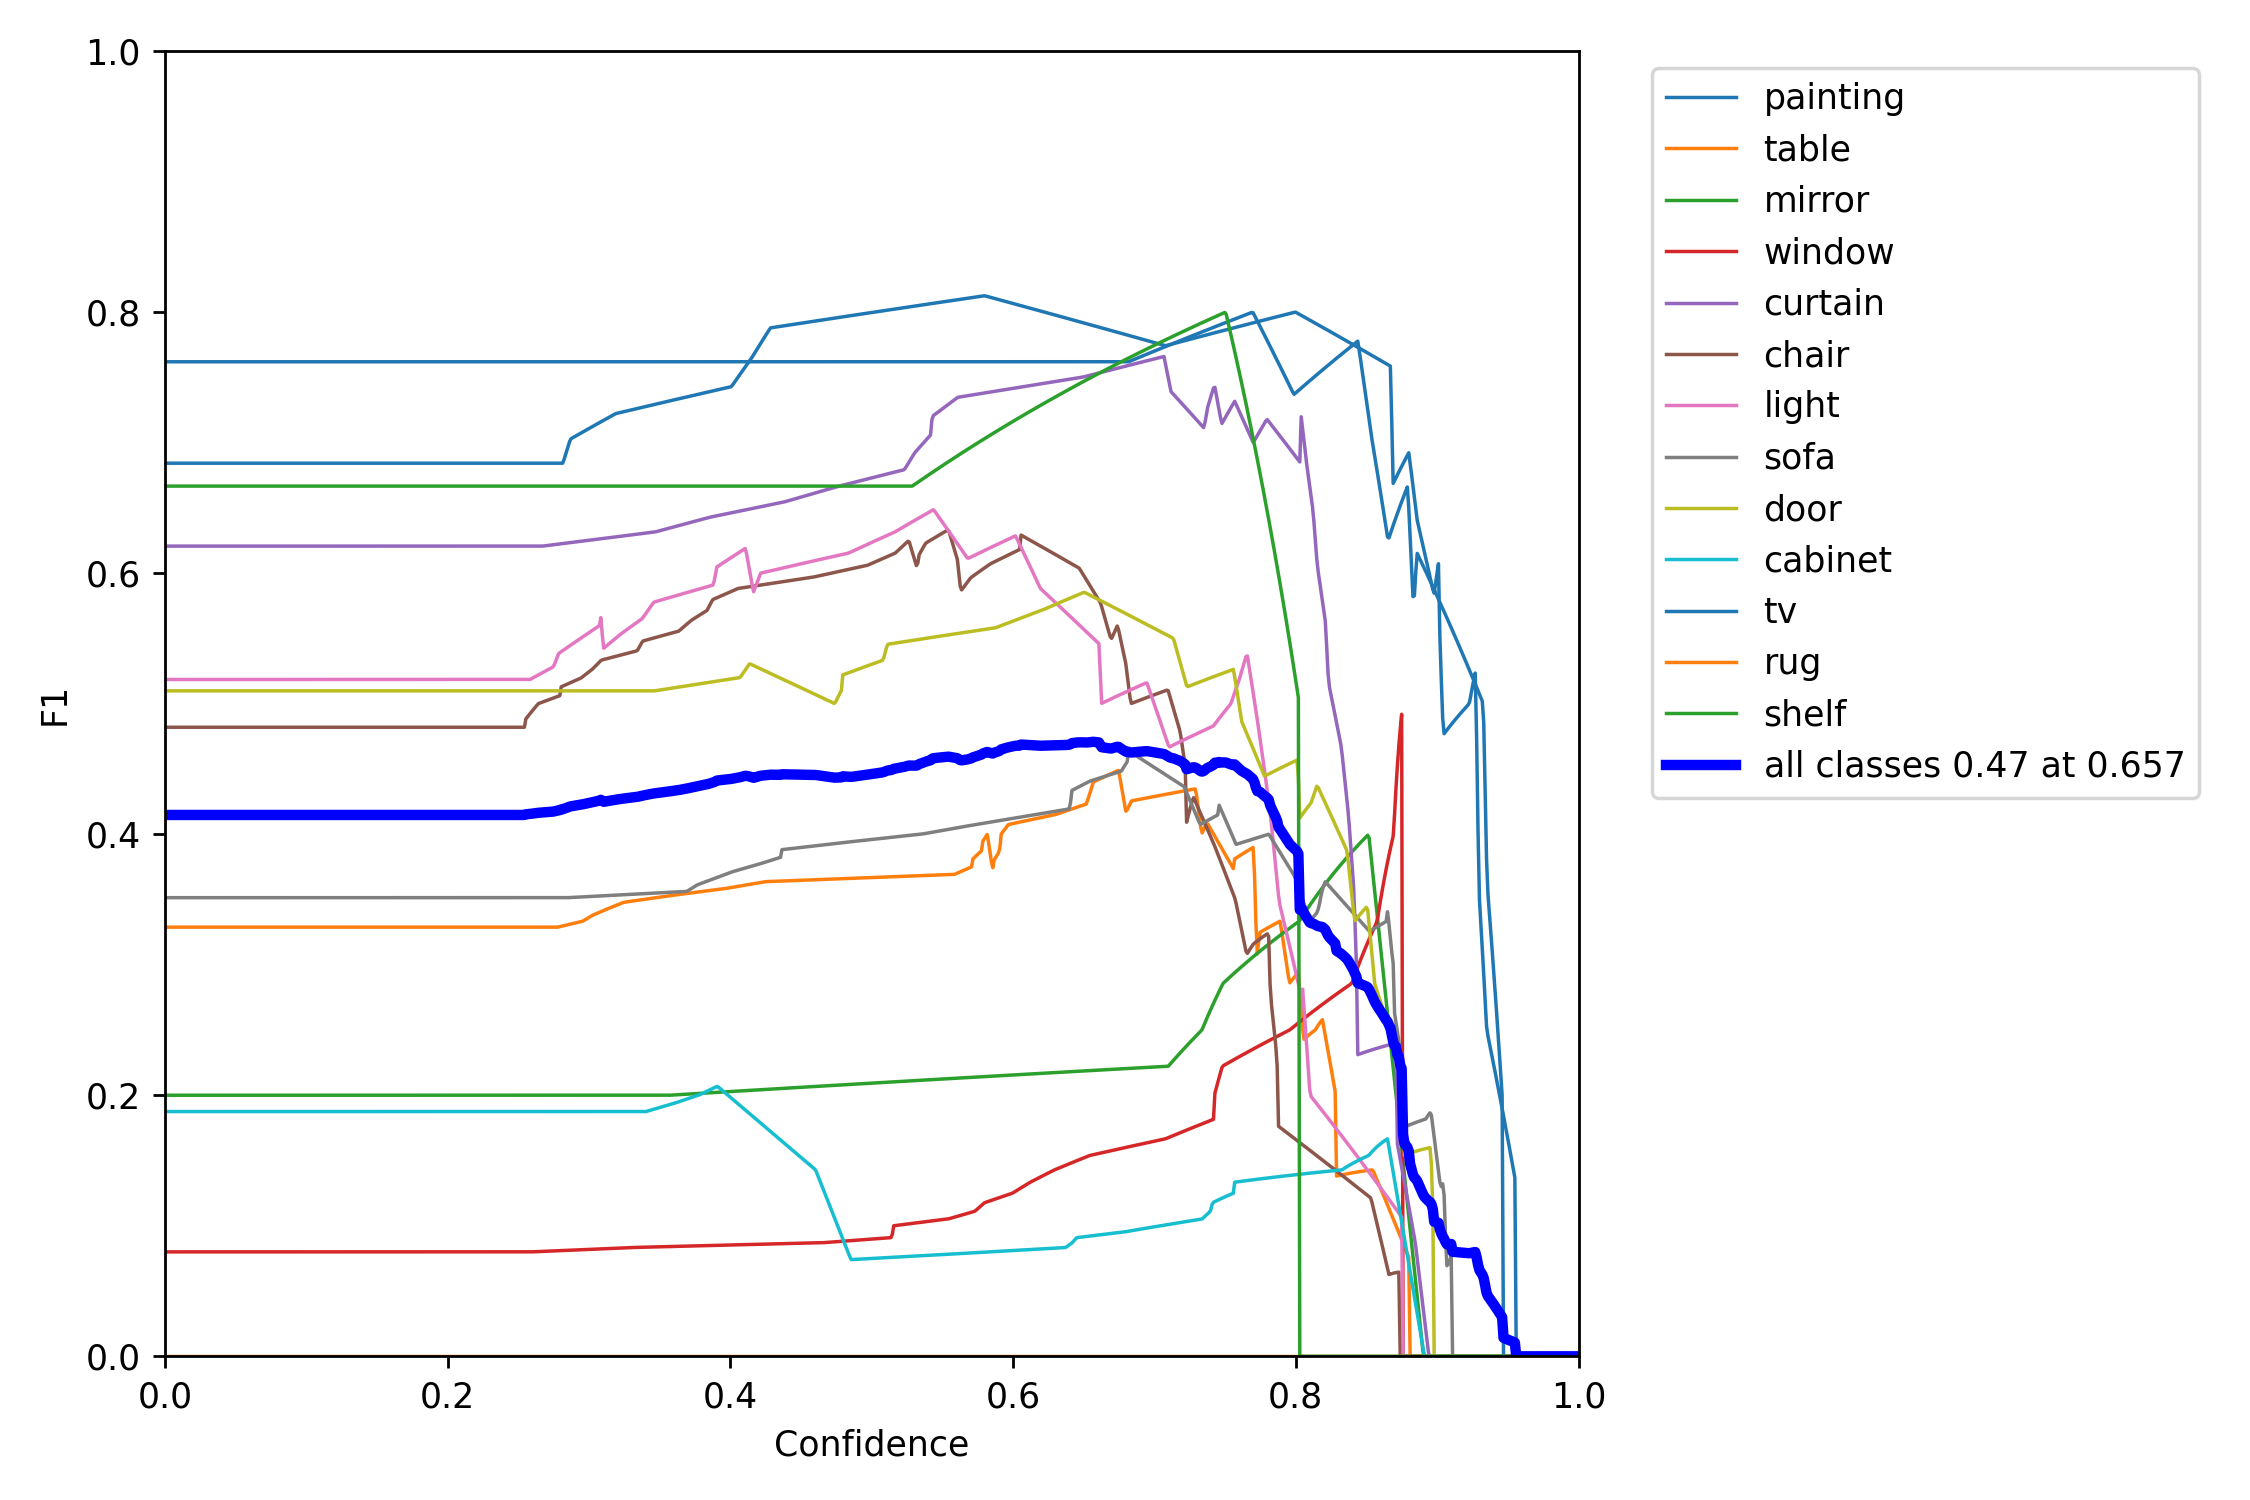 1.0
0.8
0.6
0.4
0.2
0.0
F1
0.0 0.2 0.4 0.6 0.8 1.0
Confidence
painting
table
mirror
window
curtain
chair
light
sofa
door
cabinet
tv
rug
shelf
all classes 0.47 at 0.657